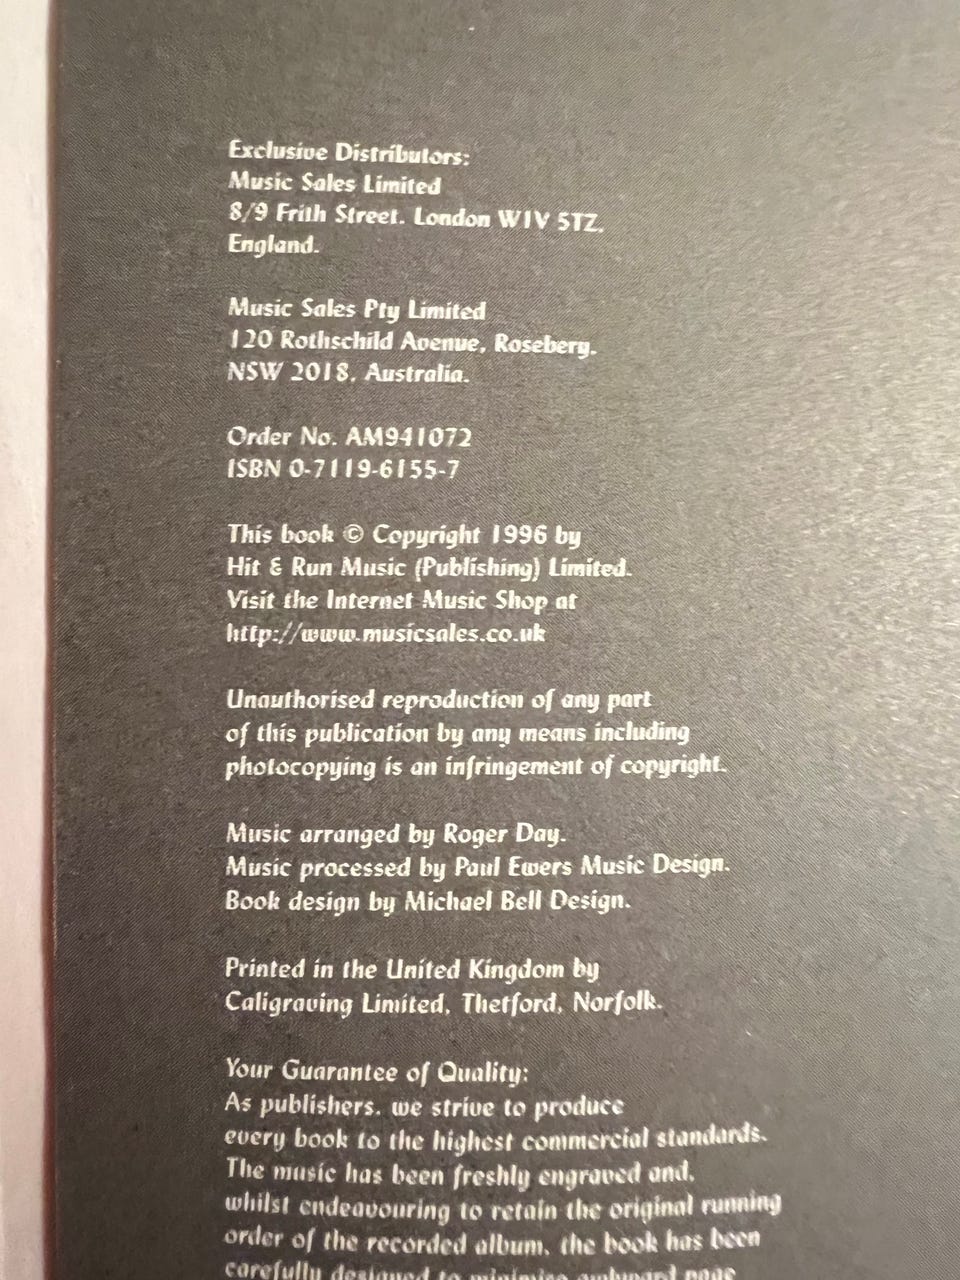 Exclusive Distributors:
Music Sales Limited
8/9 Frith Street, London W1V 5TZ,
England.
Music Sales Pty Limited
120 Rothschild Avenue, Rosebery,
NSW 2018, Australia.
Order No. AM941072
ISBN 0-7119-6155-7
This book © Copyright 1996 by
Hit & Run Music (Publishing) Limited.
Visit the Internet Music Shop at
http://www.musicsales.co.uk
Unauthorised reproduction of any part
of this publication by any means including
photocopying is an infringement of copyright.
Music arranged by Roger Day.
Music processed by Paul Ewers Music Design.
Book design by Michael Bell Design.
Printed in the United Kingdom by
Caligraving Limited, Thetford, Norfolk.
Your Guarantee of Quality:
As publishers, we strive to produce
every book to the highest commercial standards.
The music has been freshly engraved and,
whilst endeavouring to retain the original running
order of the recorded album, the book has been
carefully designed to minimise awkward page